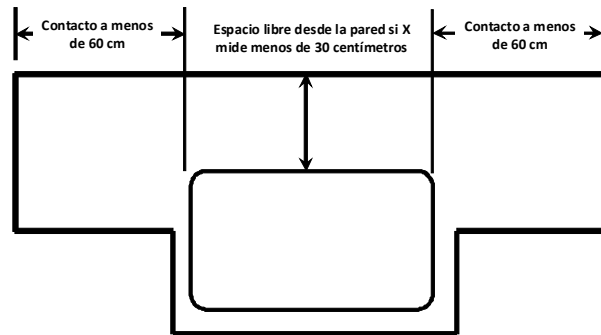 Contacto a menos
de 60 cm
Espacio libre desde la pared si X
mide menos de 30 centímetros
Contacto a menos
de 60 cm